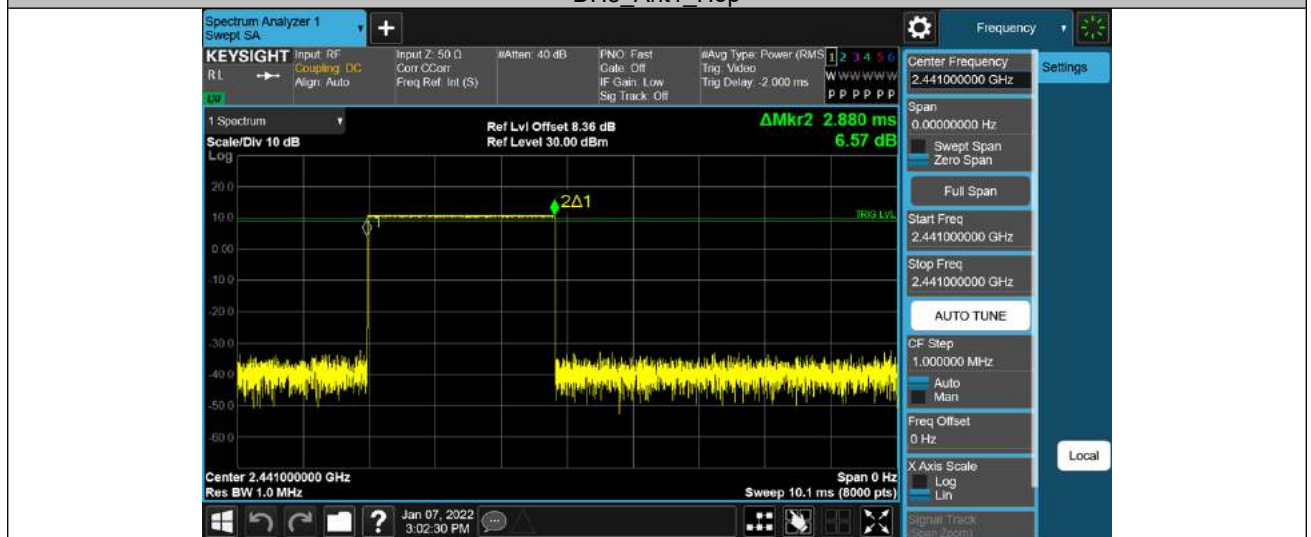 DH5_Ant1_Hop
Spectrum Analyzer 1
Swept SA
+
Frequency
KEYSIGHT
RL
Input: RF
Coupling: DC
Align: Auto
Input Z: 50 Ω
Corr CCorr
Freq Ref: Int (S)
#Atten: 40 dB
PNO: Fast
Gate: Off
IF Gain: Low
Sig Track: Off
#Avg Type: Power (RMS
Trig: Video
Trig Delay: -2.000 ms
1 2 3 4 5 6
W W W W W W
P P P P P P
Center Frequency
2.441000000 GHz
Settings
Span
0.00000000 Hz
Swept Span
Zero Span
Full Span
Start Freq
2.441000000 GHz
Stop Freq
2.441000000 GHz
AUTO TUNE
CF Step
1.000000 MHz
Auto
Man
Freq Offset
0 Hz
X Axis Scale
Log
Lin
Signal Track
(Span Zoom)
Local
1 Spectrum
Scale/Div 10 dB
Log
Ref Lvl Offset 8.36 dB
Ref Level 30.00 dBm
ΔMkr2 2.880 ms
6.57 dB
20.0
10.0
0.00
-10.0
-20.0
-30.0
-40.0
-50.0
-60.0
2Δ1
1
TRIG LVL
Center 2.441000000 GHz
Res BW 1.0 MHz
Span 0 Hz
Sweep 10.1 ms (8000 pts)
?
Jan 07, 2022
3:02:30 PM